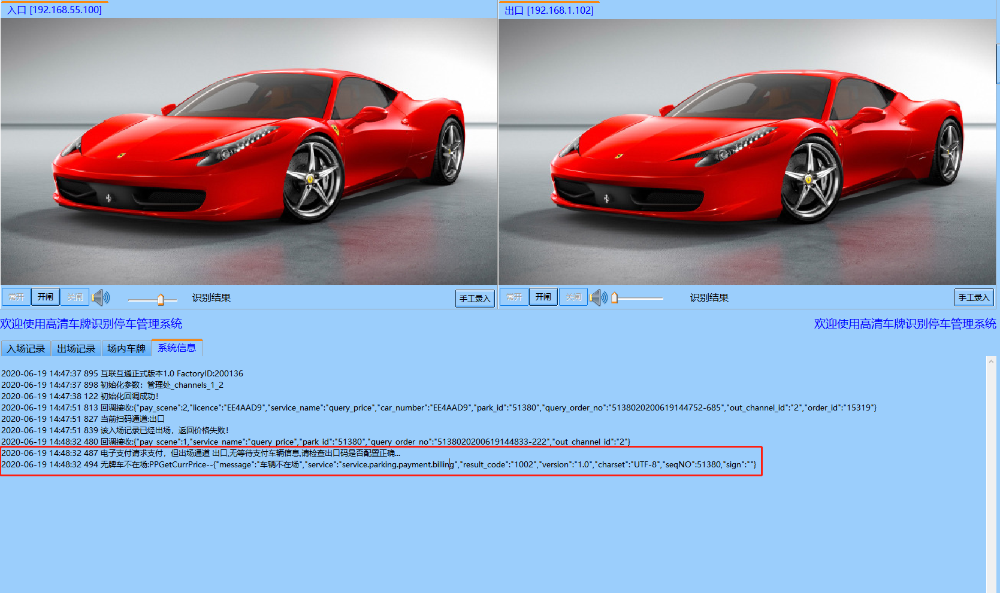 入口 [192.168.55.100]
出口 [192.168.1.102]
常开 开闸 关闸 识别结果 手工录入
常开 开闸 关闸 识别结果 手工录入
欢迎使用高清车牌识别停车管理系统
欢迎使用高清车牌识别停车管理系统
入场记录 出场记录 场内车牌 系统信息
2020-06-19 14:47:37 895 互联互通正式版本1.0 FactoryID:200136
2020-06-19 14:47:37 898 初始化参数：管理处_channels_1_2
2020-06-19 14:47:38 122 初始化回调成功!
2020-06-19 14:47:51 813 回调接收:{"pay_scene":2,"licence":"EE4AAD9","service_name":"query_price","car_number":"EE4AAD9","park_id":"51380","query_order_no":"5138020200619144752-685","out_channel_id":"2","order_id":"15319"}
2020-06-19 14:47:51 827 当前扫码通道:出口
2020-06-19 14:47:51 839 该入场记录已经出场，返回价格失败!
2020-06-19 14:48:32 480 回调接收:{"pay_scene":1,"service_name":"query_price","park_id":"51380","query_order_no":"5138020200619144833-222","out_channel_id":"2"}
2020-06-19 14:48:32 487 电子支付请求支付，但出场通道 出口,无等待支付车辆信息,请检查出口码是否配置正确...
2020-06-19 14:48:32 494 无牌车不在场:PPGetCurrPrice--{"message":"车辆不在场","service":"service.parking.payment.billing","result_code":"1002","version":"1.0","charset":"UTF-8","seqNO":51380,"sign":""}